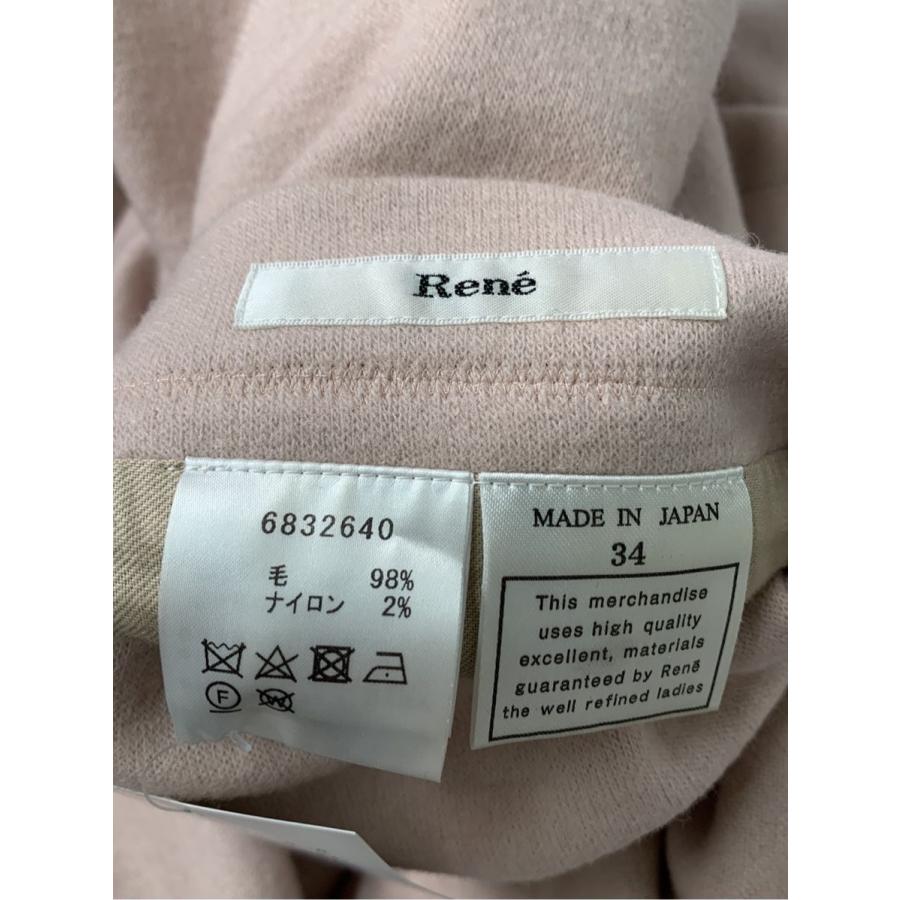 René
6832640
毛 98%
ナイロン 2%
F
W
MADE IN JAPAN
34
This merchandise
uses high quality
excellent, materials
guaranteed by René
the well refined ladies